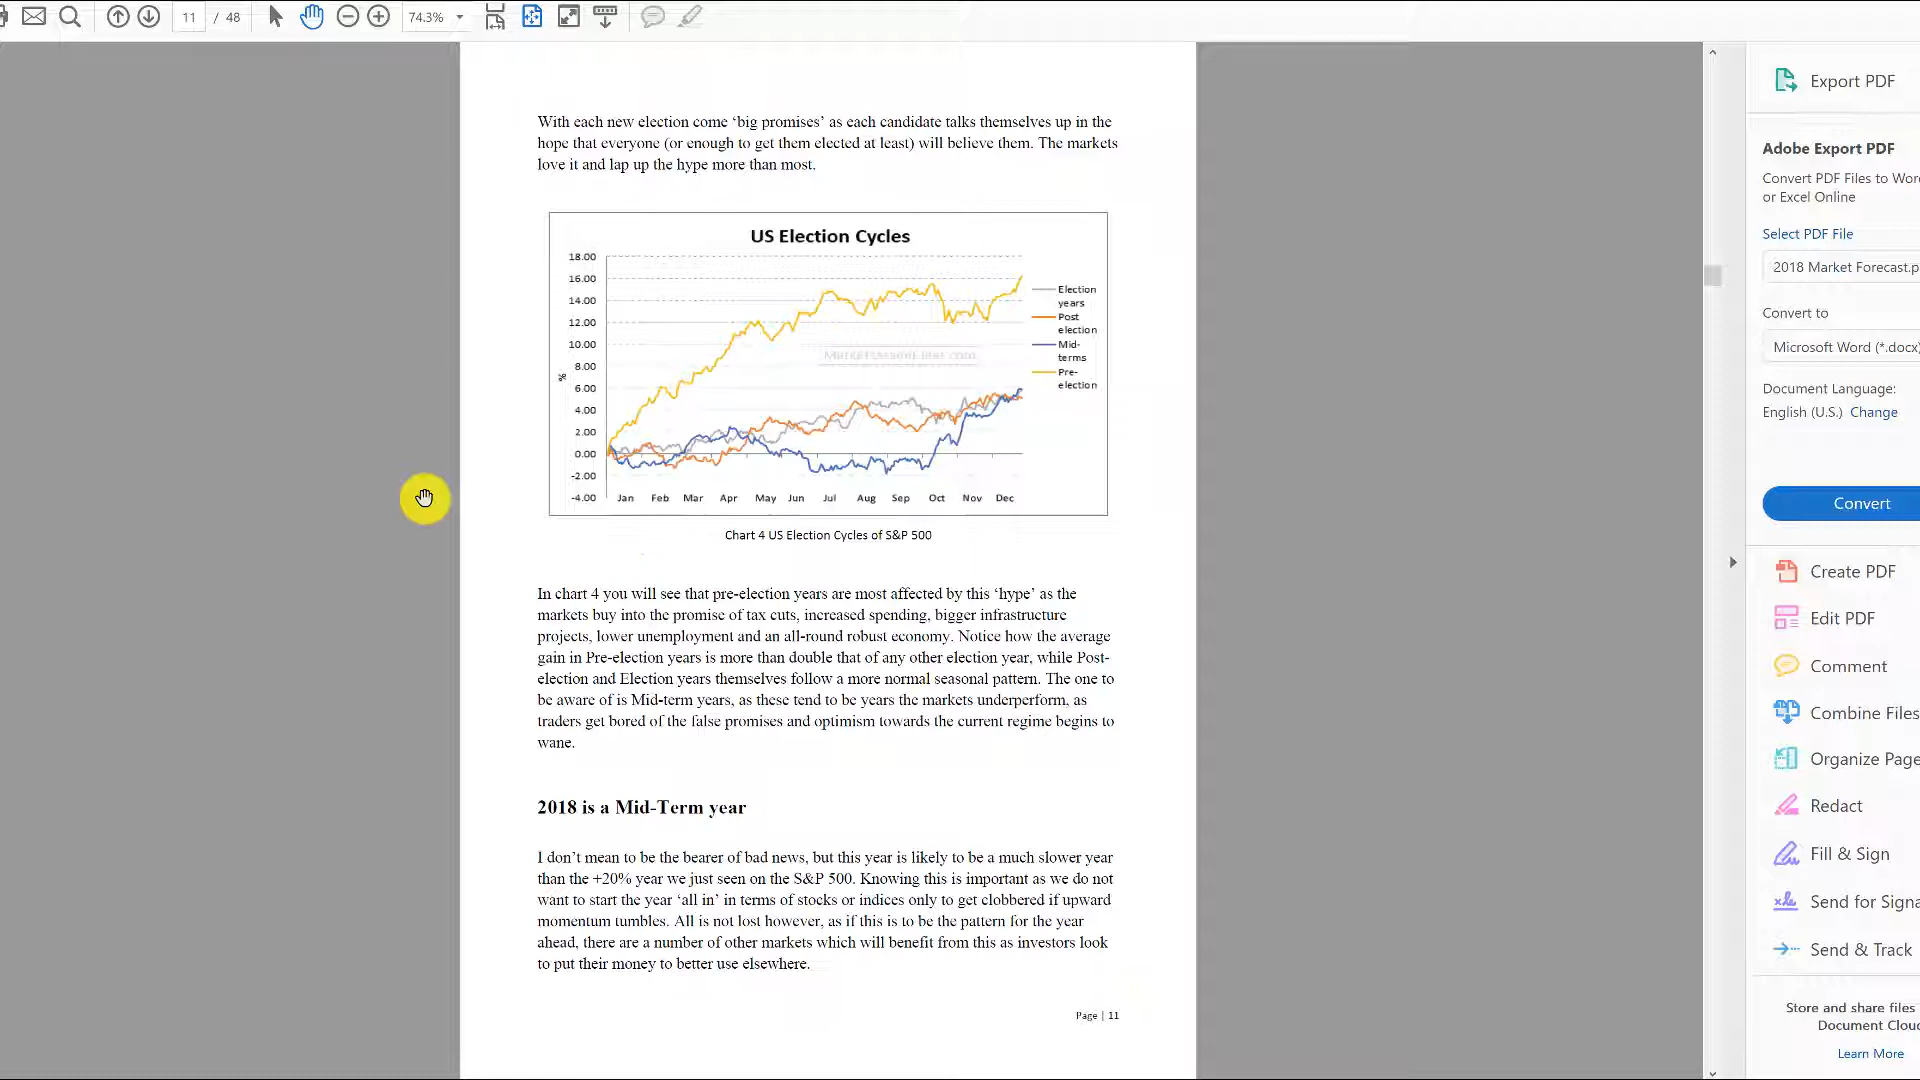 11 / 48 74.3%
With each new election come ‘big promises’ as each candidate talks themselves up in the
hope that everyone (or enough to get them elected at least) will believe them. The markets
love it and lap up the hype more than most.
US Election Cycles
18.00
16.00
14.00
12.00
10.00
8.00
6.00
4.00
2.00
0.00
-2.00
-4.00
%
Jan Feb Mar Apr May Jun Jul Aug Sep Oct Nov Dec
Election
years
Post
election
Mid-
terms
Pre-
election
Chart 4 US Election Cycles of S&P 500
In chart 4 you will see that pre-election years are most affected by this ‘hype’ as the
markets buy into the promise of tax cuts, increased spending, bigger infrastructure
projects, lower unemployment and an all-round robust economy. Notice how the average
gain in Pre-election years is more than double that of any other election year, while Post-
election and Election years themselves follow a more normal seasonal pattern. The one to
be aware of is Mid-term years, as these tend to be years the markets underperform, as
traders get bored of the false promises and optimism towards the current regime begins to
wane.
2018 is a Mid-Term year
I don’t mean to be the bearer of bad news, but this year is likely to be a much slower year
than the +20% year we just seen on the S&P 500. Knowing this is important as we do not
want to start the year ‘all in’ in terms of stocks or indices only to get clobbered if upward
momentum tumbles. All is not lost however, as if this is to be the pattern for the year
ahead, there are a number of other markets which will benefit from this as investors look
to put their money to better use elsewhere.
Page | 11
Export PDF
Adobe Export PDF
Convert PDF Files to Wor
or Excel Online
Select PDF File
2018 Market Forecast.p
Convert to
Microsoft Word (*.docx)
Document Language:
English (U.S.) Change
Convert
Create PDF
Edit PDF
Comment
Combine Files
Organize Page
Redact
Fill & Sign
Send for Signa
Send & Track
Store and share files
Document Clou
Learn More